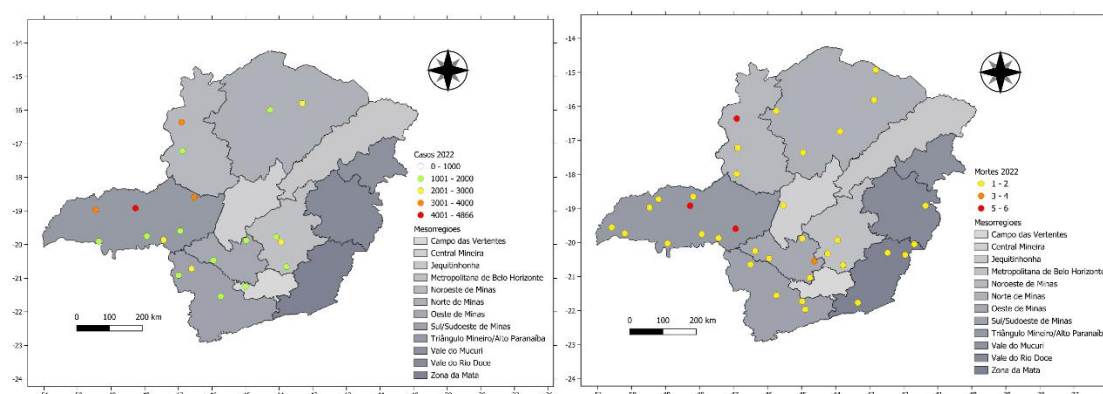 -14
-15
-16
-17
-18
-19
-20
-21
-22
-23
-24
Casos 2022
0 - 1000
1001 - 2000
2001 - 3000
3001 - 4000
4001 - 4866
Mesorregioes
Campo das Vertentes
Central Mineira
Jequitinhonha
Metropolitana de Belo Horizonte
Noroeste de Minas
Norte de Minas
Oeste de Minas
Sul/Sudoeste de Minas
Triângulo Mineiro/Alto Paranaíba
Vale do Mucuri
Vale do Rio Doce
Zona da Mata
0 100 200 km
-14
-15
-16
-17
-18
-19
-20
-21
-22
-23
-24
Mortes 2022
1 - 2
3 - 4
5 - 6
Mesorregioes
Campo das Vertentes
Central Mineira
Jequitinhonha
Metropolitana de Belo Horizonte
Noroeste de Minas
Norte de Minas
Oeste de Minas
Sul/Sudoeste de Minas
Triângulo Mineiro/Alto Paranaíba
Vale do Mucuri
Vale do Rio Doce
Zona da Mata
0 100 200 km